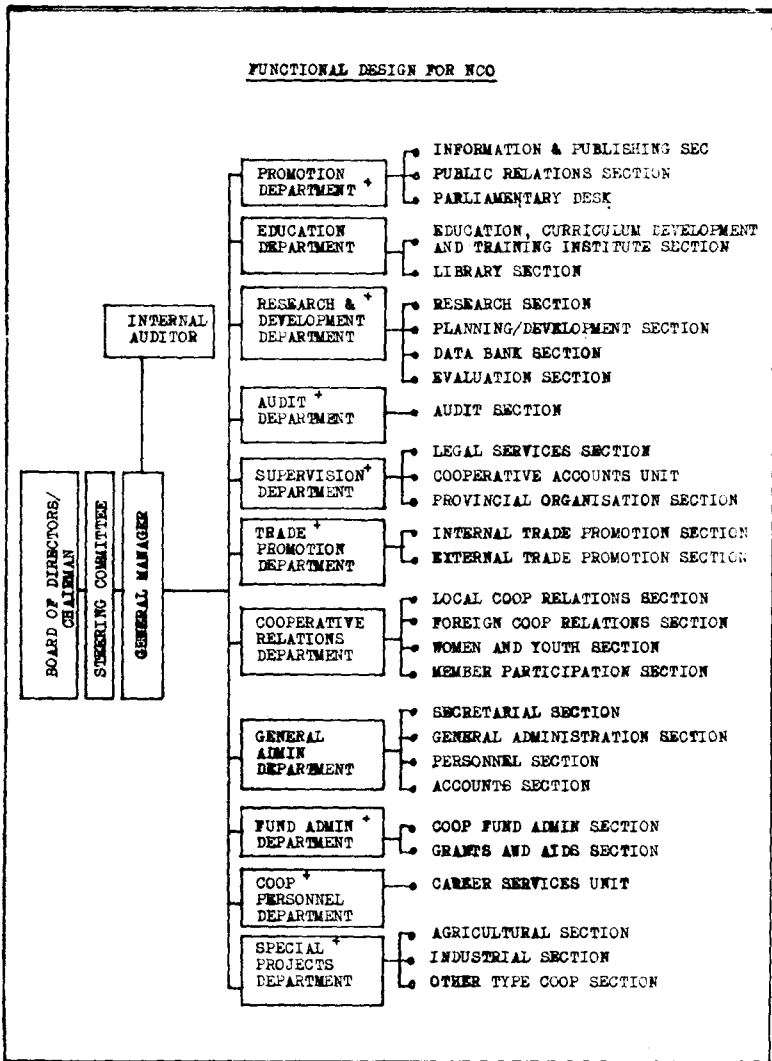 FUNCTIONAL DESIGN FOR NCO
PROMOTION
DEPARTMENT +
INFORMATION & PUBLISHING SEC
PUBLIC RELATIONS SECTION
PARLIAMENTARY DESK
EDUCATION
DEPARTMENT
EDUCATION, CURRICULUM DEVELOPMENT
AND TRAINING INSTITUTE SECTION
LIBRARY SECTION
RESEARCH & +
DEVELOPMENT
DEPARTMENT
RESEARCH SECTION
PLANNING/DEVELOPMENT SECTION
DATA BANK SECTION
EVALUATION SECTION
INTERNAL
AUDITOR
AUDIT +
DEPARTMENT
AUDIT SECTION
SUPERVISION +
DEPARTMENT
LEGAL SERVICES SECTION
COOPERATIVE ACCOUNTS UNIT
PROVINCIAL ORGANISATION SECTION
BOARD OF DIRECTORS/
CHAIRMAN
STEERING COMMITTEE
GENERAL MANAGER
TRADE +
PROMOTION
DEPARTMENT
INTERNAL TRADE PROMOTION SECTION
EXTERNAL TRADE PROMOTION SECTION
COOPERATIVE
RELATIONS
DEPARTMENT
LOCAL COOP RELATIONS SECTION
FOREIGN COOP RELATIONS SECTION
WOMEN AND YOUTH SECTION
MEMBER PARTICIPATION SECTION
GENERAL
ADMIN
DEPARTMENT
SECRETARIAL SECTION
GENERAL ADMINISTRATION SECTION
PERSONNEL SECTION
ACCOUNTS SECTION
FUND ADMIN +
DEPARTMENT
COOP FUND ADMIN SECTION
GRANTS AND AIDS SECTION
COOP +
PERSONNEL
DEPARTMENT
CAREER SERVICES UNIT
SPECIAL +
PROJECTS
DEPARTMENT
AGRICULTURAL SECTION
INDUSTRIAL SECTION
OTHER TYPE COOP SECTION